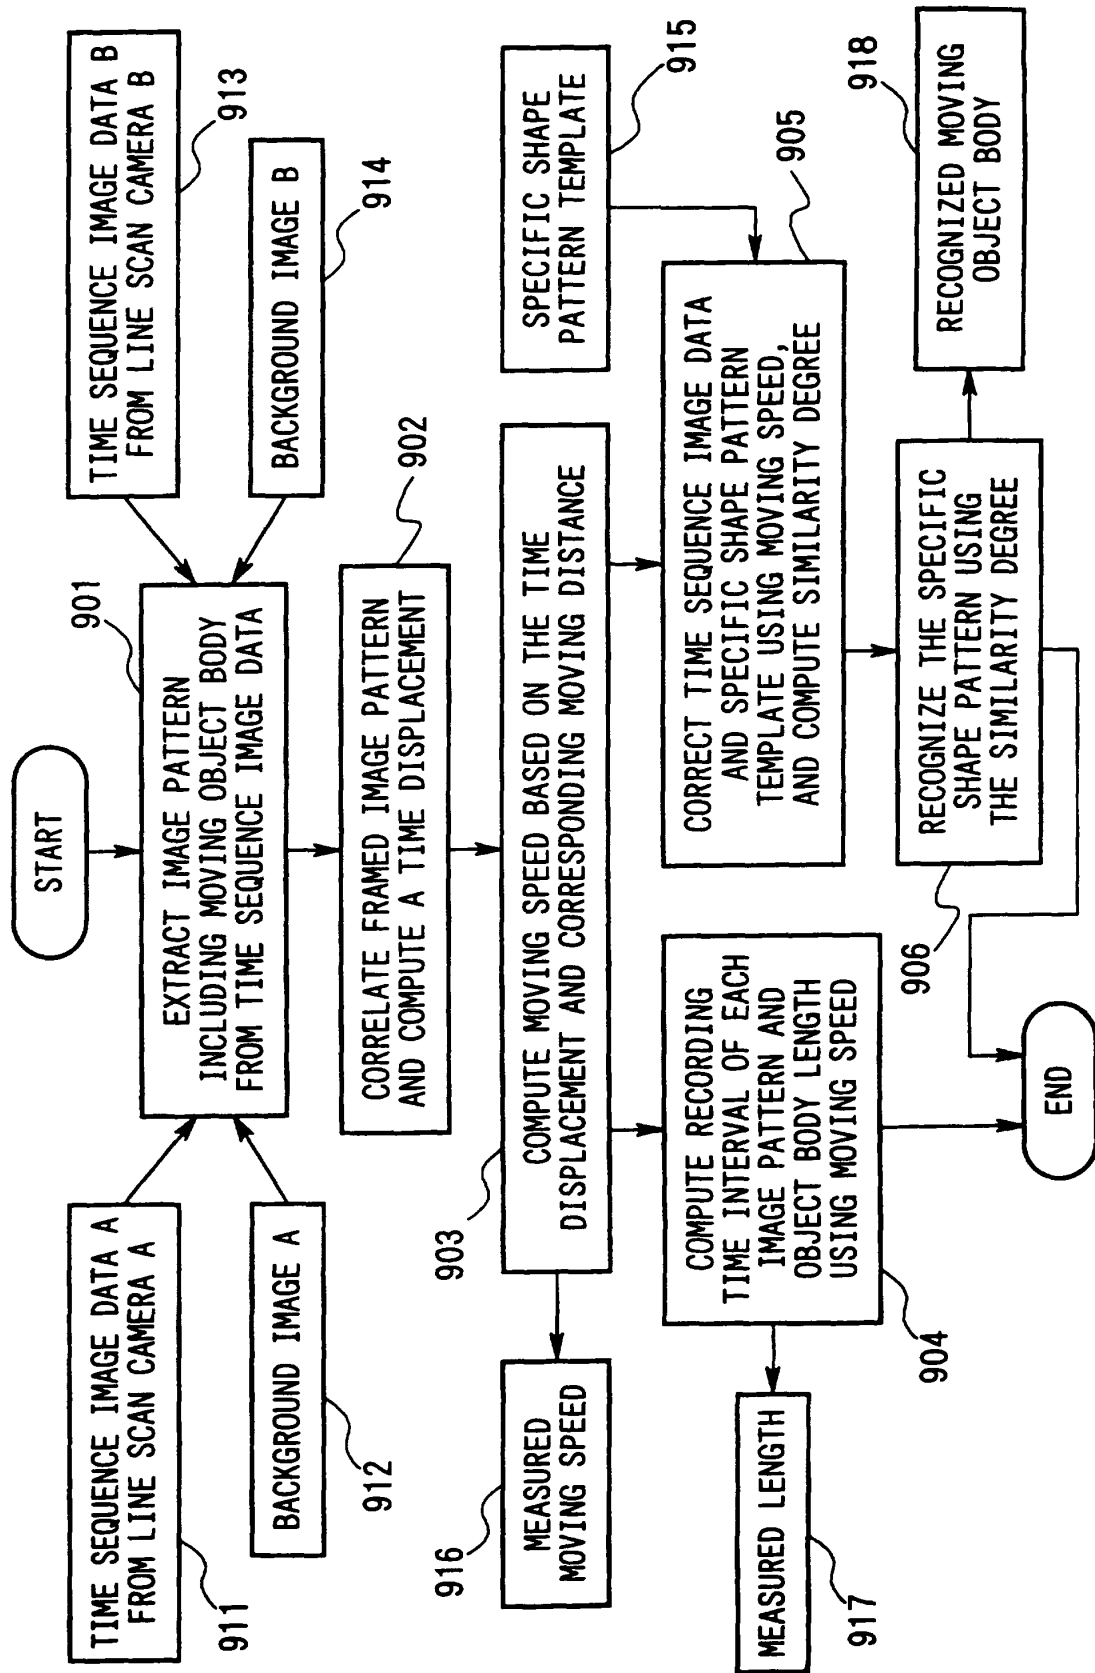 START
901
EXTRACT IMAGE PATTERN
INCLUDING MOVING OBJECT BODY
FROM TIME SEQUENCE IMAGE DATA
TIME SEQUENCE IMAGE DATA A
FROM LINE SCAN CAMERA A
911
BACKGROUND IMAGE A
912
TIME SEQUENCE IMAGE DATA B
FROM LINE SCAN CAMERA B
913
BACKGROUND IMAGE B
914
902
CORRELATE FRAMED IMAGE PATTERN
AND COMPUTE A TIME DISPLACEMENT
903
COMPUTE MOVING SPEED BASED ON THE TIME
DISPLACEMENT AND CORRESPONDING MOVING DISTANCE
916
MEASURED
MOVING SPEED
SPECIFIC SHAPE
PATTERN TEMPLATE
915
COMPUTE RECORDING
TIME INTERVAL OF EACH
IMAGE PATTERN AND
OBJECT BODY LENGTH
USING MOVING SPEED
904
MEASURED LENGTH
917
905
CORRECT TIME SEQUENCE IMAGE DATA
AND SPECIFIC SHAPE PATTERN
TEMPLATE USING MOVING SPEED,
AND COMPUTE SIMILARITY DEGREE
906
RECOGNIZE THE SPECIFIC
SHAPE PATTERN USING
THE SIMILARITY DEGREE
918
RECOGNIZED MOVING
OBJECT BODY
END